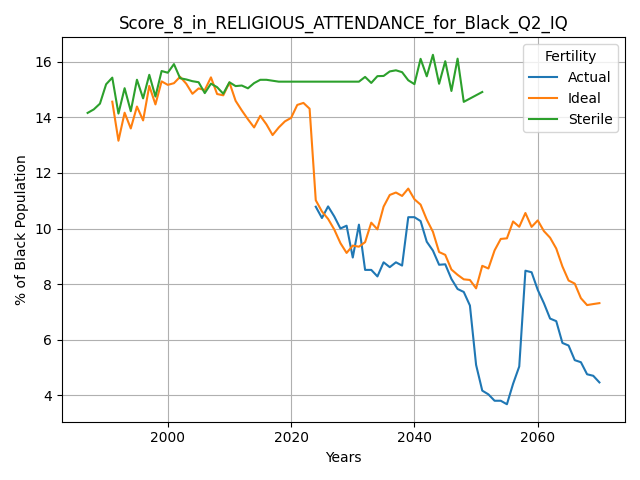 Score_8_in_RELIGIOUS_ATTENDANCE_for_Black_Q2_IQ
% of Black Population
16
14
12
10
8
6
4
Fertility
Actual
Ideal
Sterile
2000
2020
2040
2060
Years